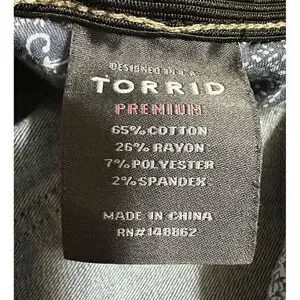 DESIGNED IN L.A
TORRID
PREMIUM
65% COTTON
26% RAYON
7% POLYESTER
2% SPANDEX
MADE IN CHINA
RN#148862